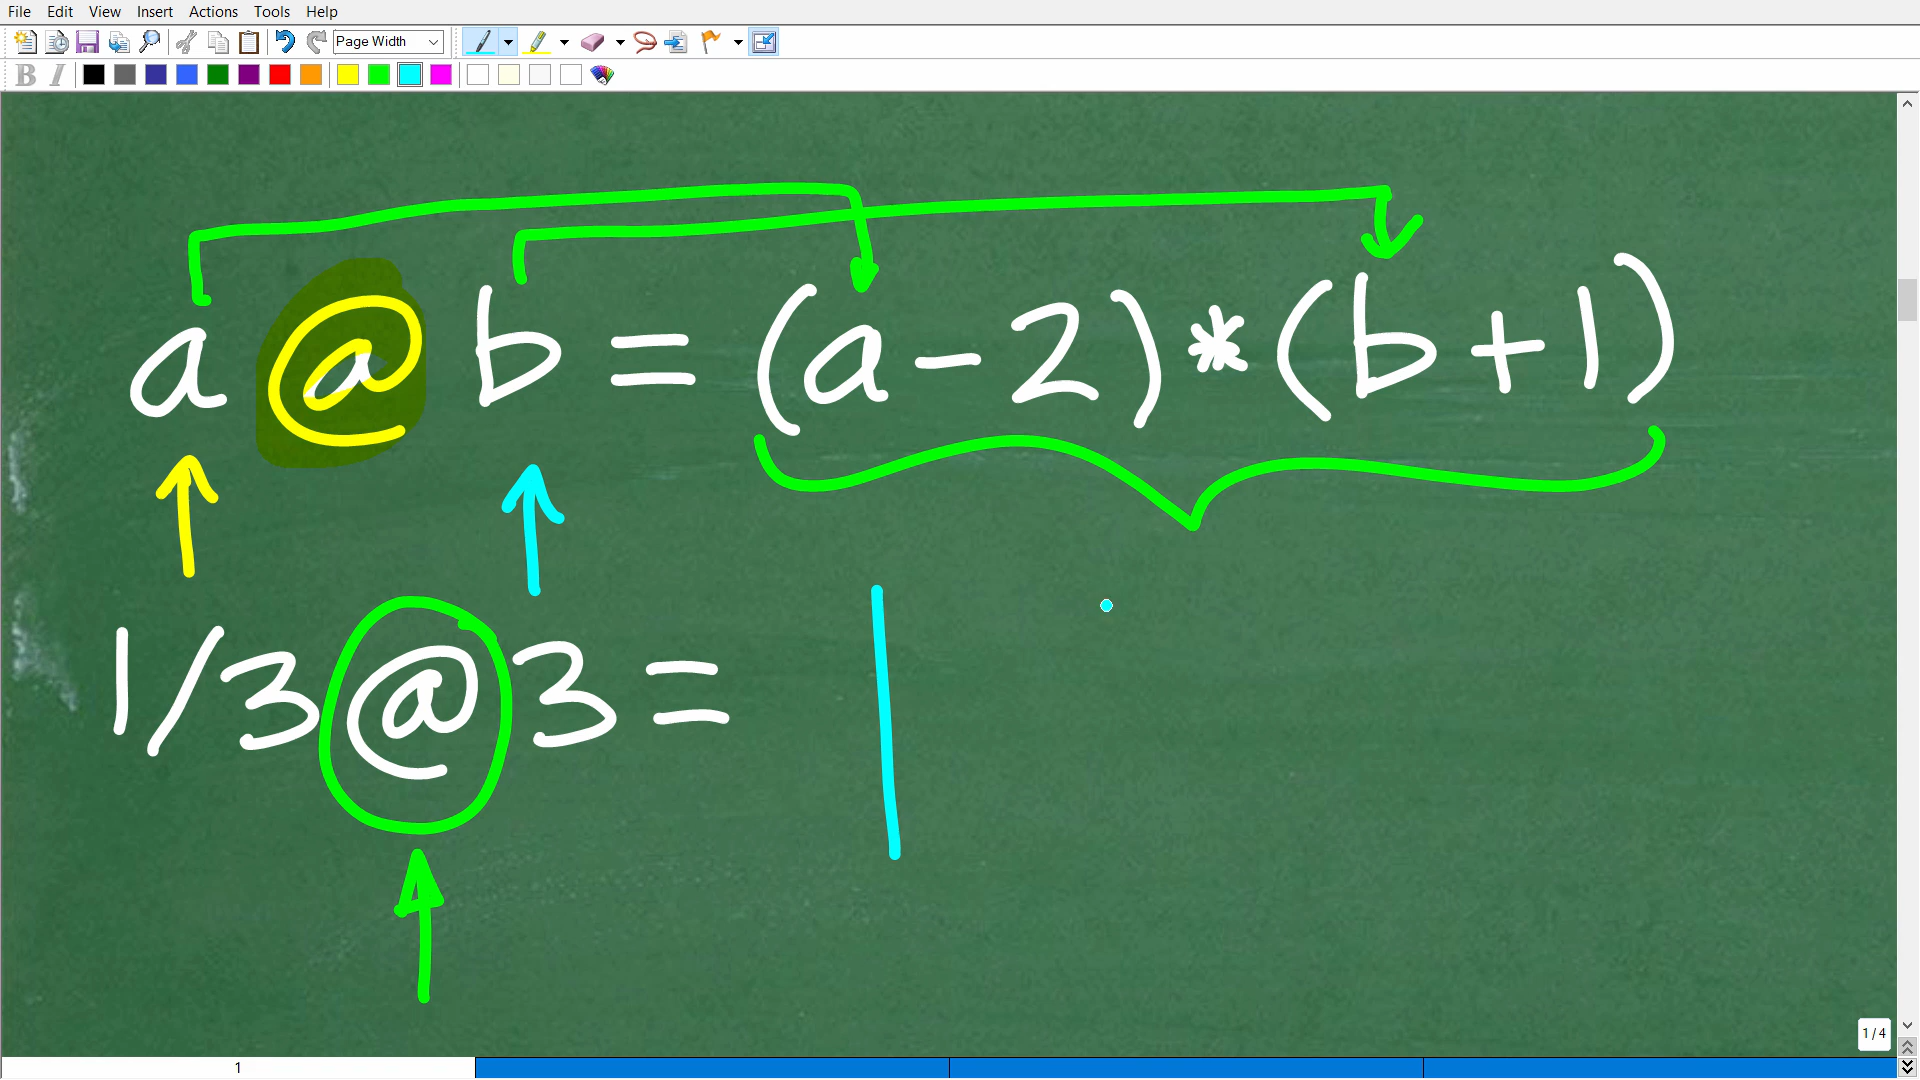 File Edit View Insert Actions Tools Help
Page Width
B I
a @ b = (a-2)*(b+1)
1/3@3=
1/4
1